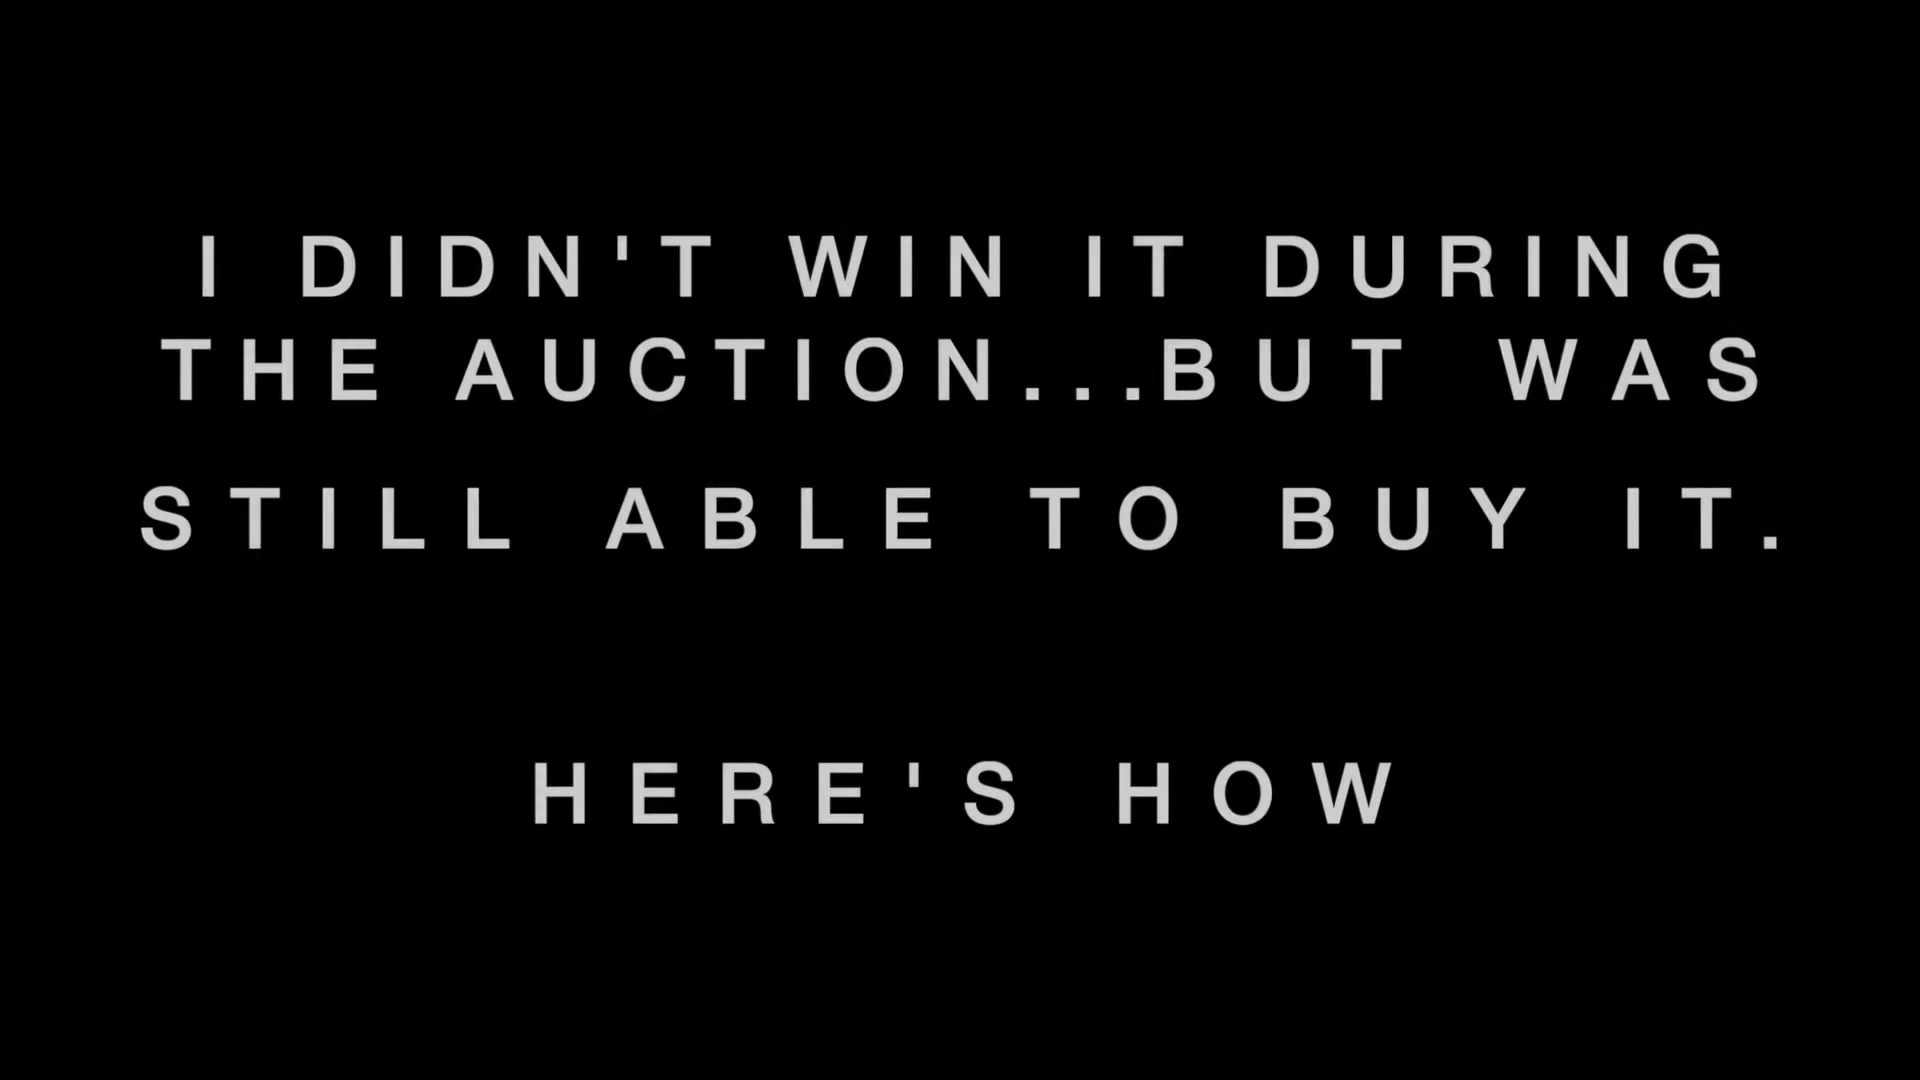 I DIDN'T WIN IT DURING
THE AUCTION...BUT WAS
STILL ABLE TO BUY IT.
HERE'S HOW